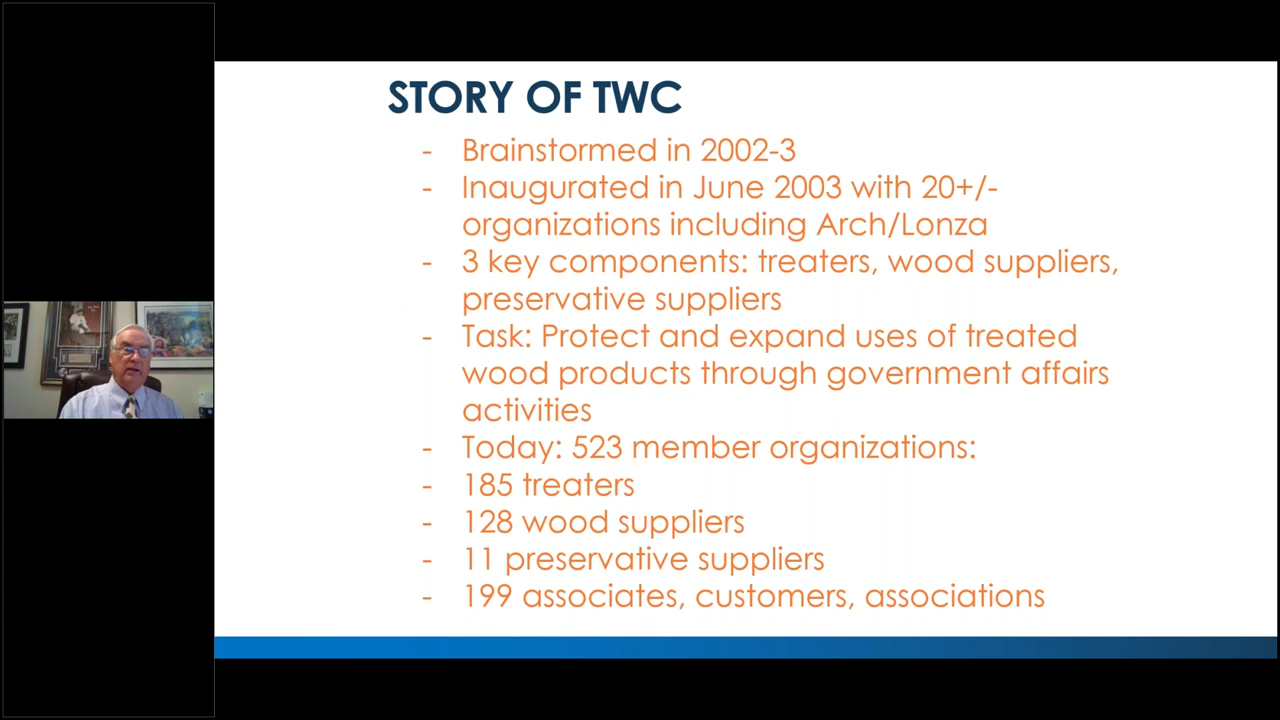 STORY OF TWC
- Brainstormed in 2002-3
- Inaugurated in June 2003 with 20+/-
organizations including Arch/Lonza
- 3 key components: treaters, wood suppliers,
preservative suppliers
- Task: Protect and expand uses of treated
wood products through government affairs
activities
- Today: 523 member organizations:
- 185 treaters
- 128 wood suppliers
- 11 preservative suppliers
- 199 associates, customers, associations